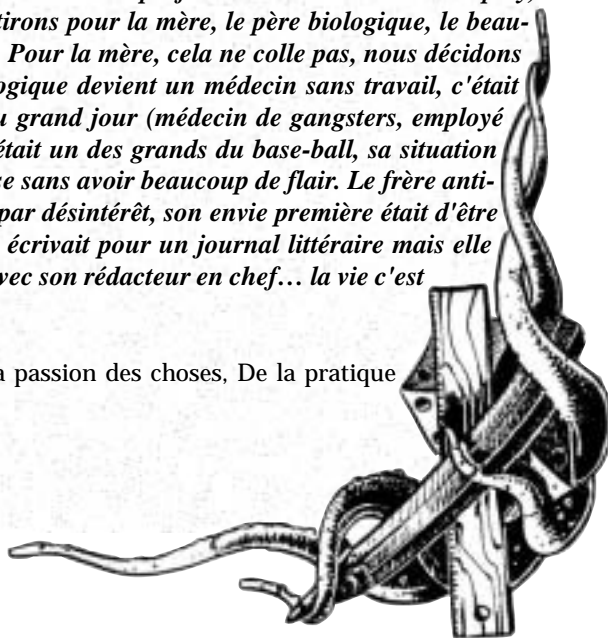 tirons pour la mère, le père biologique, le beau-
. Pour la mère, cela ne colle pas, nous décidons
ogique devient un médecin sans travail, c'était
u grand jour (médecin de gangsters, employé
était un des grands du base-ball, sa situation
e sans avoir beaucoup de flair. Le frère anti-
par désintérêt, son envie première était d'être
écrivait pour un journal littéraire mais elle
vec son rédacteur en chef… la vie c'est
a passion des choses, De la pratique